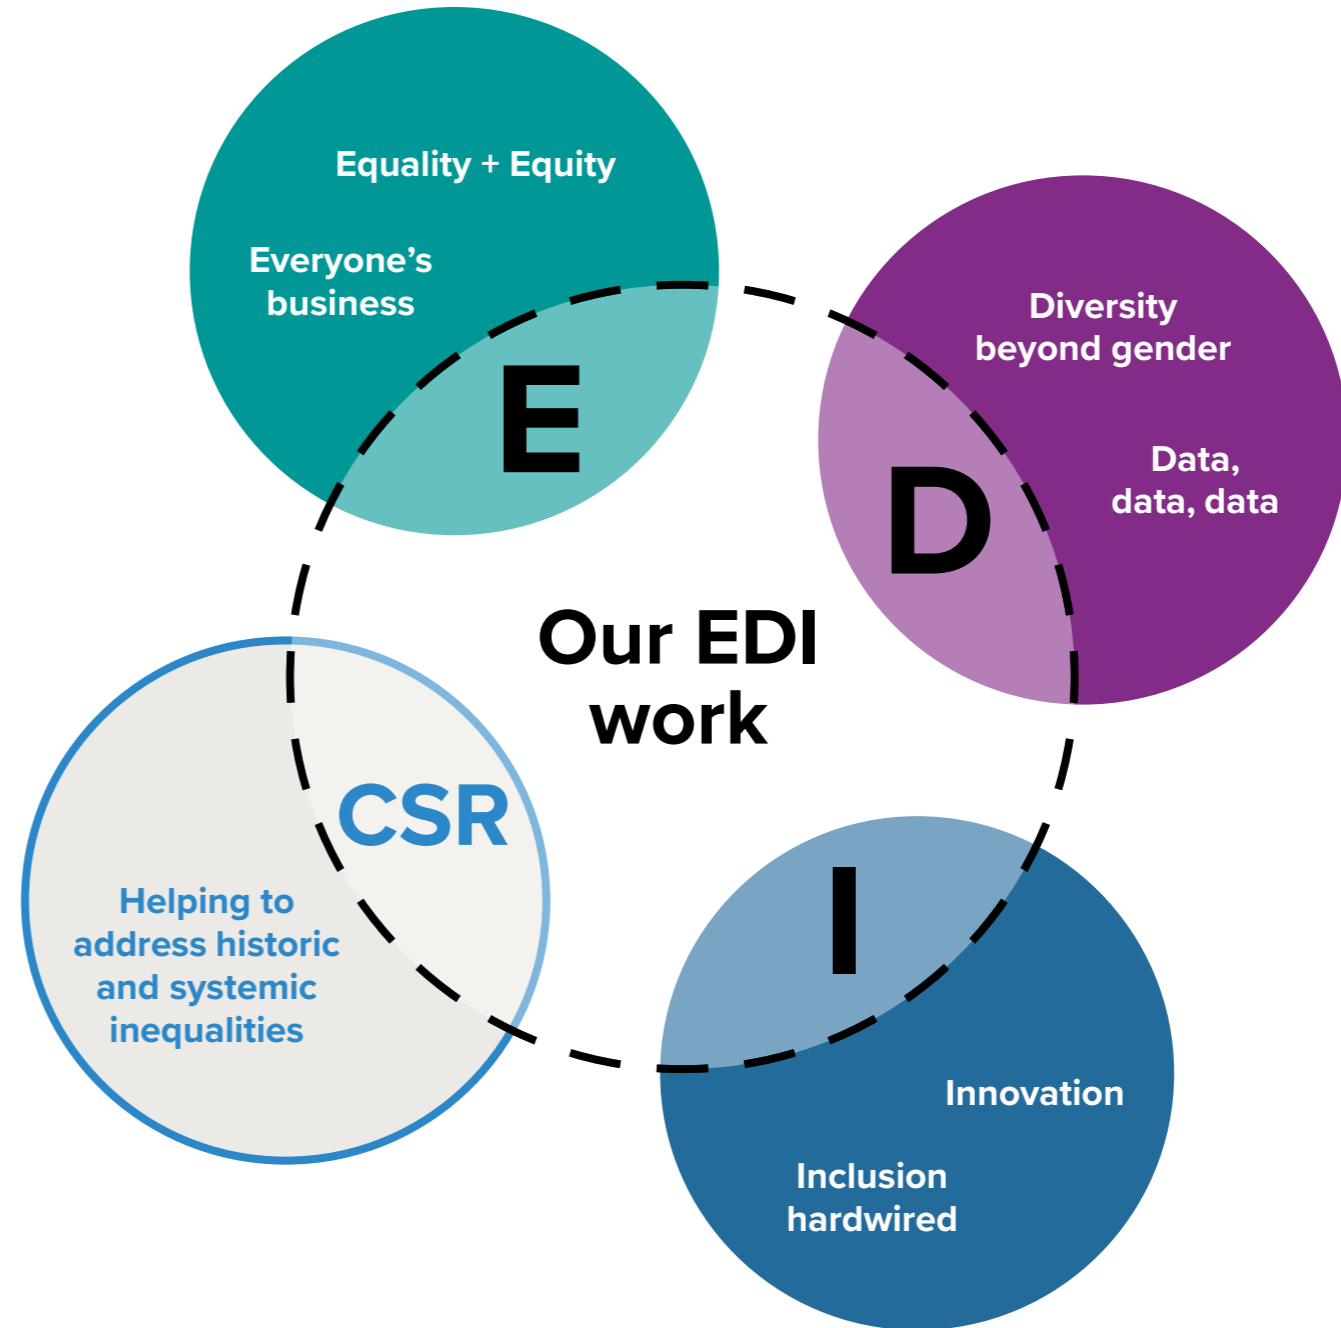 Equality + Equity
Everyone’s
business
E
Diversity
beyond gender
Data,
data, data
D
Our EDI
work
CSR
Helping to
address historic
and systemic
inequalities
I
Innovation
Inclusion
hardwired